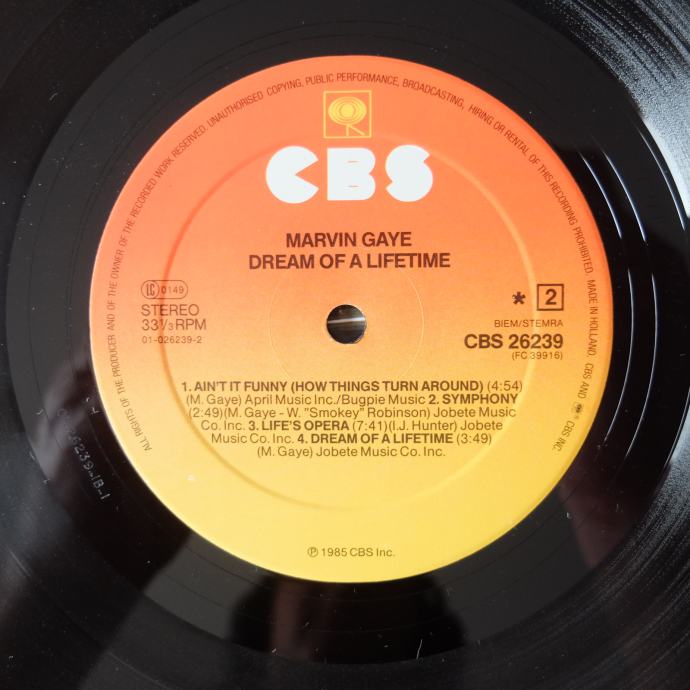 ALL RIGHTS OF THE PRODUCER AND OF THE OWNER OF THE RECORDED WORK RESERVED. UNAUTHORISED COPYING, PUBLIC PERFORMANCE, BROADCASTING, HIRING OR RENTAL OF THIS RECORDING PROHIBITED. MADE IN HOLLAND. CBS AND CBS INC.
CBS
MARVIN GAYE
DREAM OF A LIFETIME
LC 0149
STEREO
33 1/3 RPM
01-026239-2
* 2
BIEM/STEMRA
CBS 26239
(FC 39916)
1. AIN'T IT FUNNY (HOW THINGS TURN AROUND) (4:54)
(M. Gaye) April Music Inc./Bugpie Music 2. SYMPHONY
(2:49)(M. Gaye - W. "Smokey" Robinson) Jobete Music
Co. Inc. 3. LIFE'S OPERA (7:41)(I.J. Hunter) Jobete
Music Co. Inc. 4. DREAM OF A LIFETIME (3:49)
(M. Gaye) Jobete Music Co. Inc.
℗ 1985 CBS Inc.